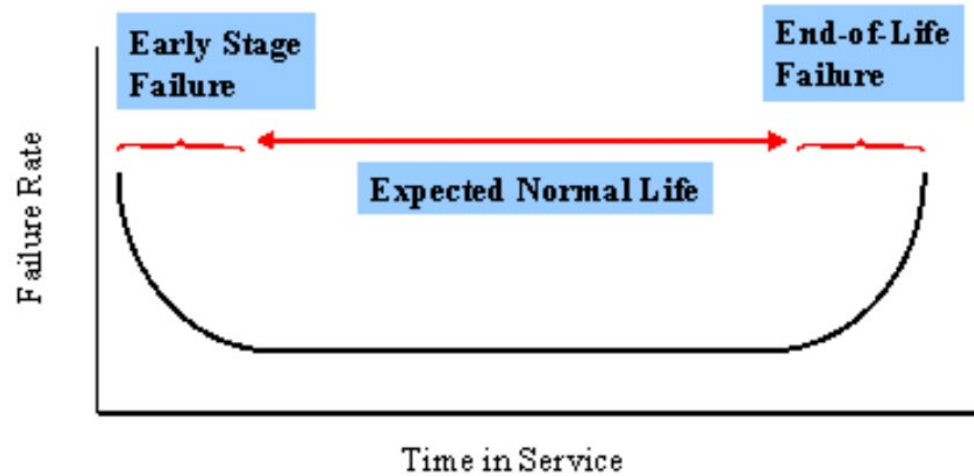 Early Stage
Failure
End-of-Life
Failure
Expected Normal Life
Failure Rate
Time in Service